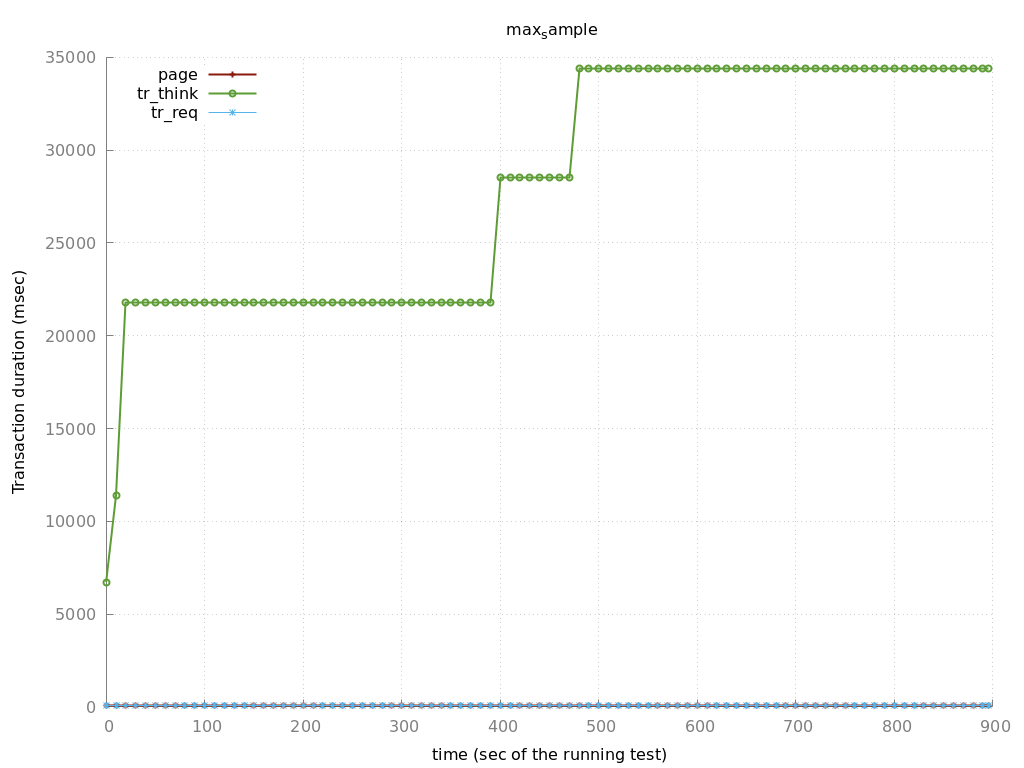 max_sample
page
tr_think
tr_req
35000
30000
25000
20000
15000
10000
5000
0
0 100 200 300 400 500 600 700 800 900
Transaction duration (msec)
time (sec of the running test)